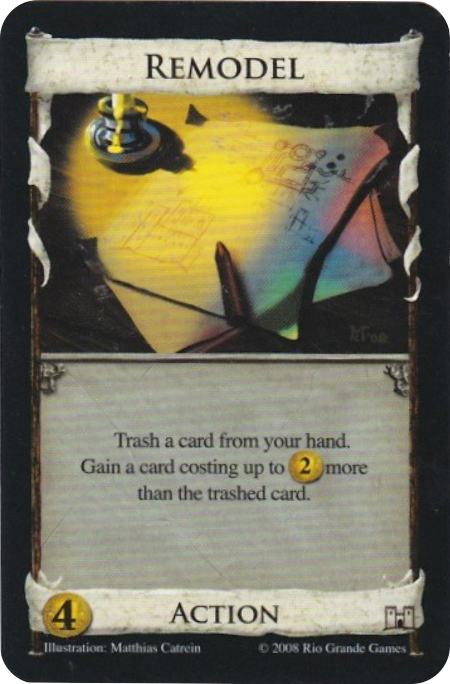 REMODEL
Trash a card from your hand.
Gain a card costing up to 2 more
than the trashed card.
4 ACTION
Illustration: Matthias Catrein © 2008 Rio Grande Games